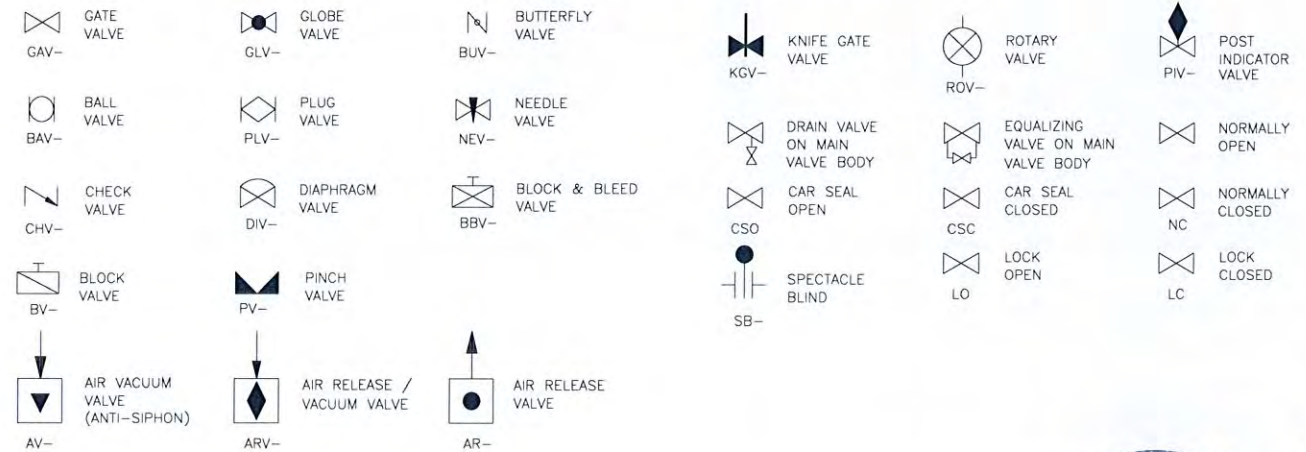 GATE
VALVE
GAV-
GLOBE
VALVE
GLV-
BUTTERFLY
VALVE
BUV-
BALL
VALVE
BAV-
PLUG
VALVE
PLV-
NEEDLE
VALVE
NEV-
CHECK
VALVE
CHV-
DIAPHRAGM
VALVE
DIV-
BLOCK & BLEED
VALVE
BBV-
BLOCK
VALVE
BV-
PINCH
VALVE
PV-
AIR VACUUM
VALVE
(ANTI-SIPHON)
AV-
AIR RELEASE /
VACUUM VALVE
ARV-
AIR RELEASE
VALVE
AR-
KNIFE GATE
VALVE
KGV-
ROTARY
VALVE
ROV-
POST
INDICATOR
VALVE
PIV-
DRAIN VALVE
ON MAIN
VALVE BODY
EQUALIZING
VALVE ON MAIN
VALVE BODY
NORMALLY
OPEN
CAR SEAL
OPEN
CSO
CAR SEAL
CLOSED
CSC
NORMALLY
CLOSED
NC
SPECTACLE
BLIND
SB-
LOCK
OPEN
LO
LOCK
CLOSED
LC